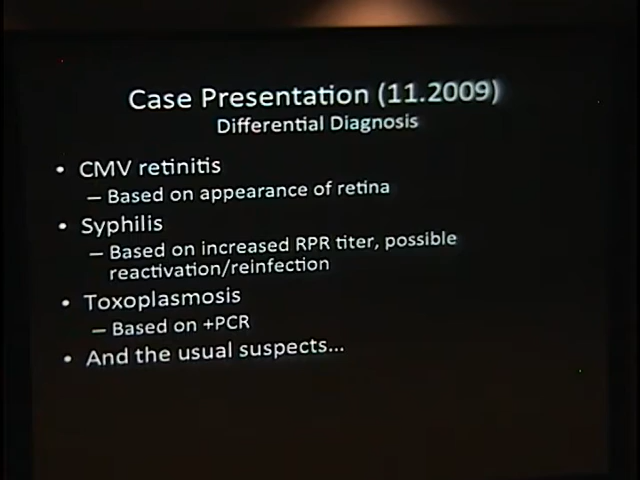 Case Presentation (11.2009)
Differential Diagnosis
• CMV retinitis
– Based on appearance of retina
• Syphilis
– Based on increased RPR titer, possible
reactivation/reinfection
• Toxoplasmosis
– Based on +PCR
• And the usual suspects...